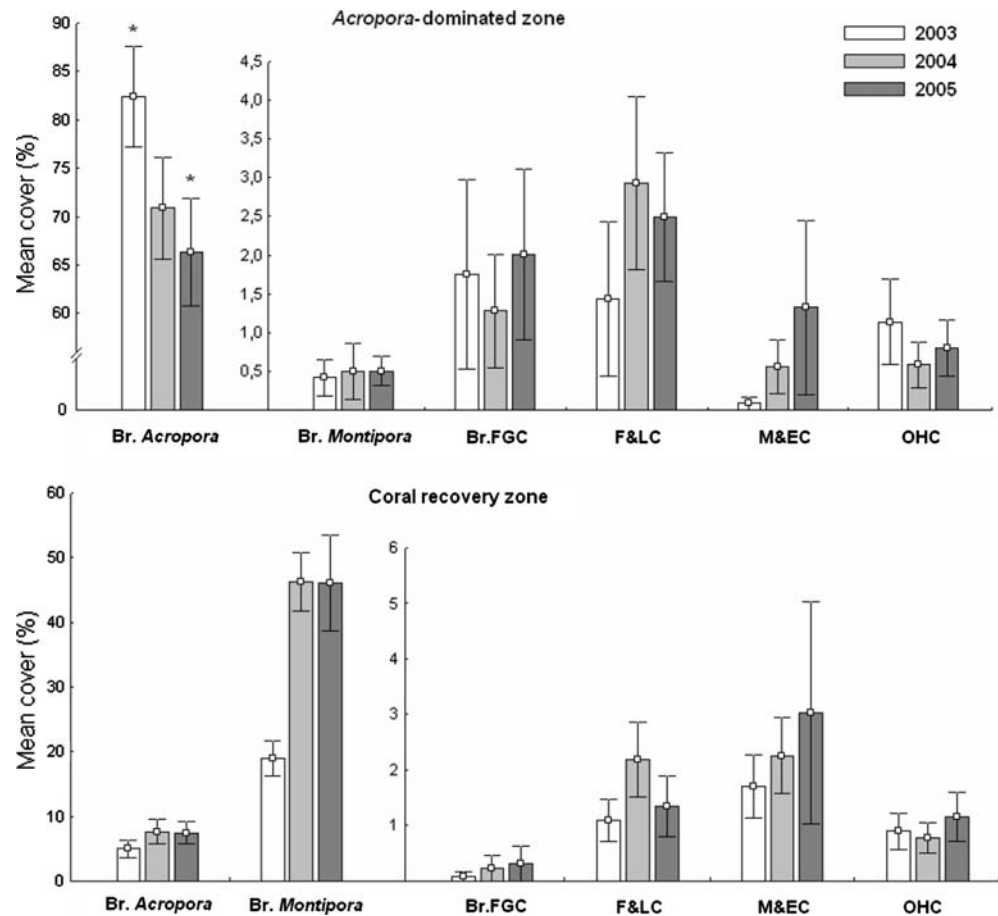 Acropora-dominated zone
2003
2004
2005
Mean cover (%)
90
85
80
75
70
65
60
0
*
*
4,5
4,0
3,5
3,0
2,5
2,0
1,5
1,0
0,5
Br. Acropora
Br. Montipora
Br.FGC
F&LC
M&EC
OHC
Coral recovery zone
Mean cover (%)
60
50
40
30
20
10
0
6
5
4
3
2
1
Br. Acropora
Br. Montipora
Br.FGC
F&LC
M&EC
OHC